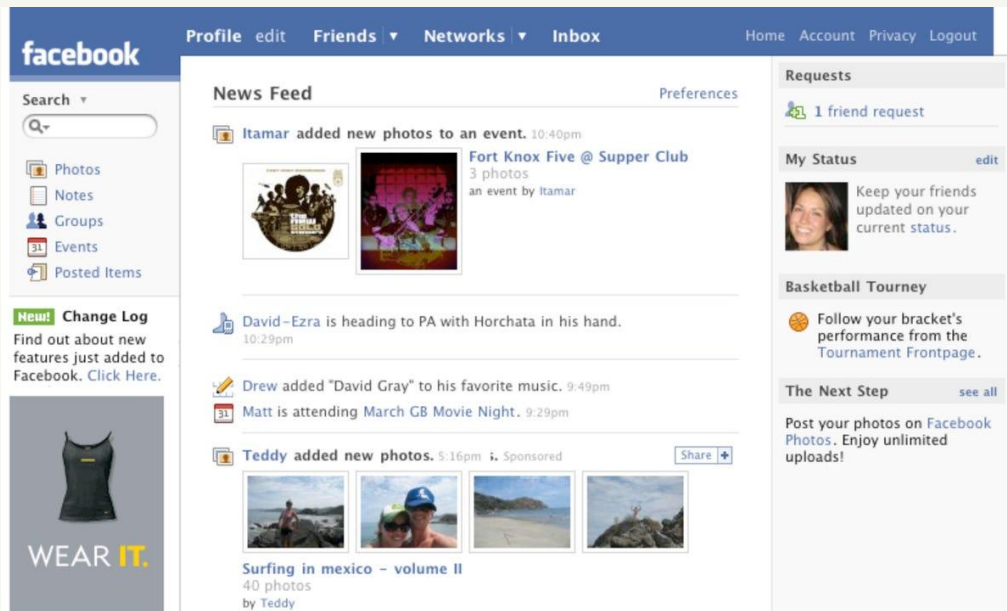 facebook
Profile edit Friends ▾ Networks ▾ Inbox
Home Account Privacy Logout
Search ▾
Photos
Notes
Groups
31 Events
Posted Items
New! Change Log
Find out about new
features just added to
Facebook. Click Here.
WEAR IT.
News Feed
Preferences
Itamar added new photos to an event. 10:40pm
Fort Knox Five @ Supper Club
3 photos
an event by Itamar
David-Ezra is heading to PA with Horchata in his hand.
10:29pm
Drew added "David Gray" to his favorite music. 9:49pm
31 Matt is attending March GB Movie Night. 9:29pm
Teddy added new photos. 5:16pm Sponsored
Share +
Surfing in mexico - volume II
40 photos
by Teddy
Requests
1 friend request
My Status edit
Keep your friends
updated on your
current status.
Basketball Tourney
Follow your bracket's
performance from the
Tournament Frontpage.
The Next Step see all
Post your photos on Facebook
Photos. Enjoy unlimited
uploads!